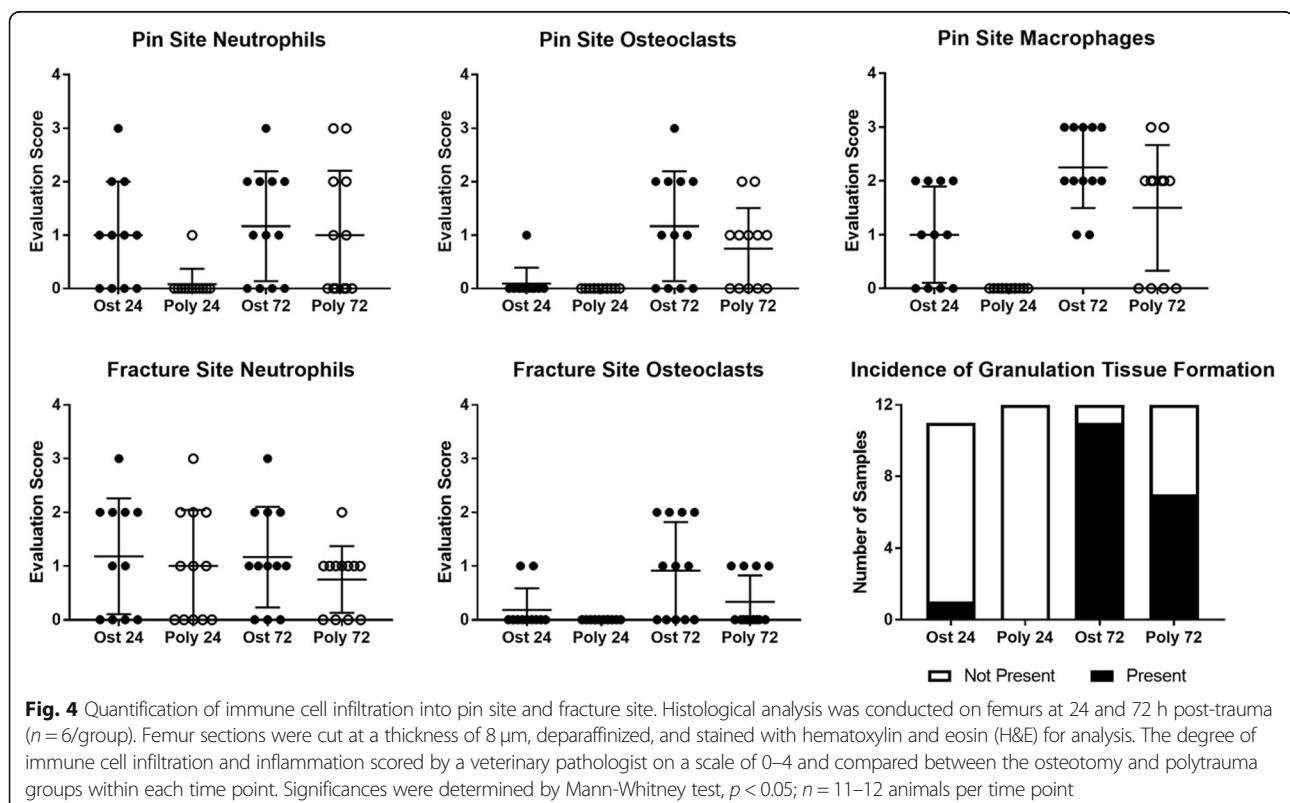 Pin Site Neutrophils
Evaluation Score
4
3
2
1
0
Ost 24 Poly 24 Ost 72 Poly 72
Pin Site Osteoclasts
Evaluation Score
4
3
2
1
0
Ost 24 Poly 24 Ost 72 Poly 72
Pin Site Macrophages
Evaluation Score
4
3
2
1
0
Ost 24 Poly 24 Ost 72 Poly 72
Fracture Site Neutrophils
Evaluation Score
4
3
2
1
0
Ost 24 Poly 24 Ost 72 Poly 72
Fracture Site Osteoclasts
Evaluation Score
4
3
2
1
0
Ost 24 Poly 24 Ost 72 Poly 72
Incidence of Granulation Tissue Formation
Number of Samples
12
8
4
0
Ost 24 Poly 24 Ost 72 Poly 72
Not Present Present
Fig. 4 Quantification of immune cell infiltration into pin site and fracture site. Histological analysis was conducted on femurs at 24 and 72 h post-trauma
(n = 6/group). Femur sections were cut at a thickness of 8 μm, deparaffinized, and stained with hematoxylin and eosin (H&E) for analysis. The degree of
immune cell infiltration and inflammation scored by a veterinary pathologist on a scale of 0–4 and compared between the osteotomy and polytrauma
groups within each time point. Significances were determined by Mann-Whitney test, p < 0.05; n = 11–12 animals per time point